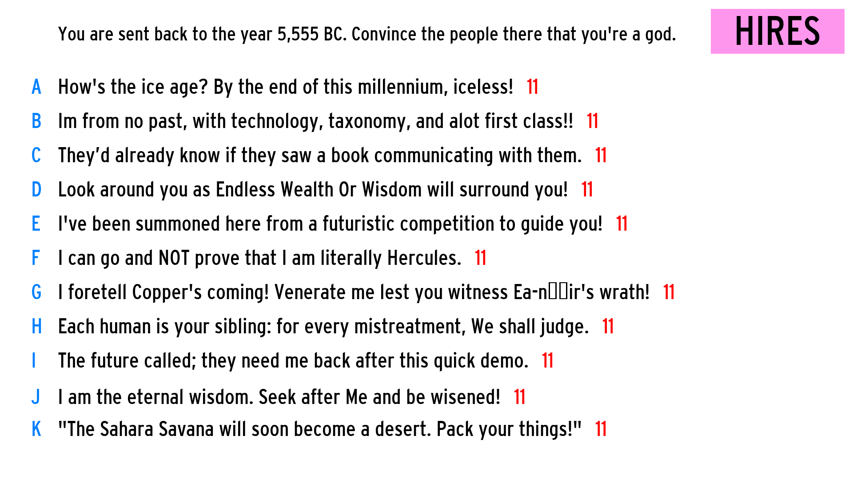 You are sent back to the year 5,555 BC. Convince the people there that you're a god.
HIRES
A How's the ice age? By the end of this millennium, iceless! 11
B Im from no past, with technology, taxonomy, and alot first class!! 11
C They’d already know if they saw a book communicating with them. 11
D Look around you as Endless Wealth Or Wisdom will surround you! 11
E I've been summoned here from a futuristic competition to guide you! 11
F I can go and NOT prove that I am literally Hercules. 11
G I foretell Copper's coming! Venerate me lest you witness Ea-n▯▯ir's wrath! 11
H Each human is your sibling: for every mistreatment, We shall judge. 11
I The future called; they need me back after this quick demo. 11
J I am the eternal wisdom. Seek after Me and be wisened! 11
K "The Sahara Savana will soon become a desert. Pack your things!" 11